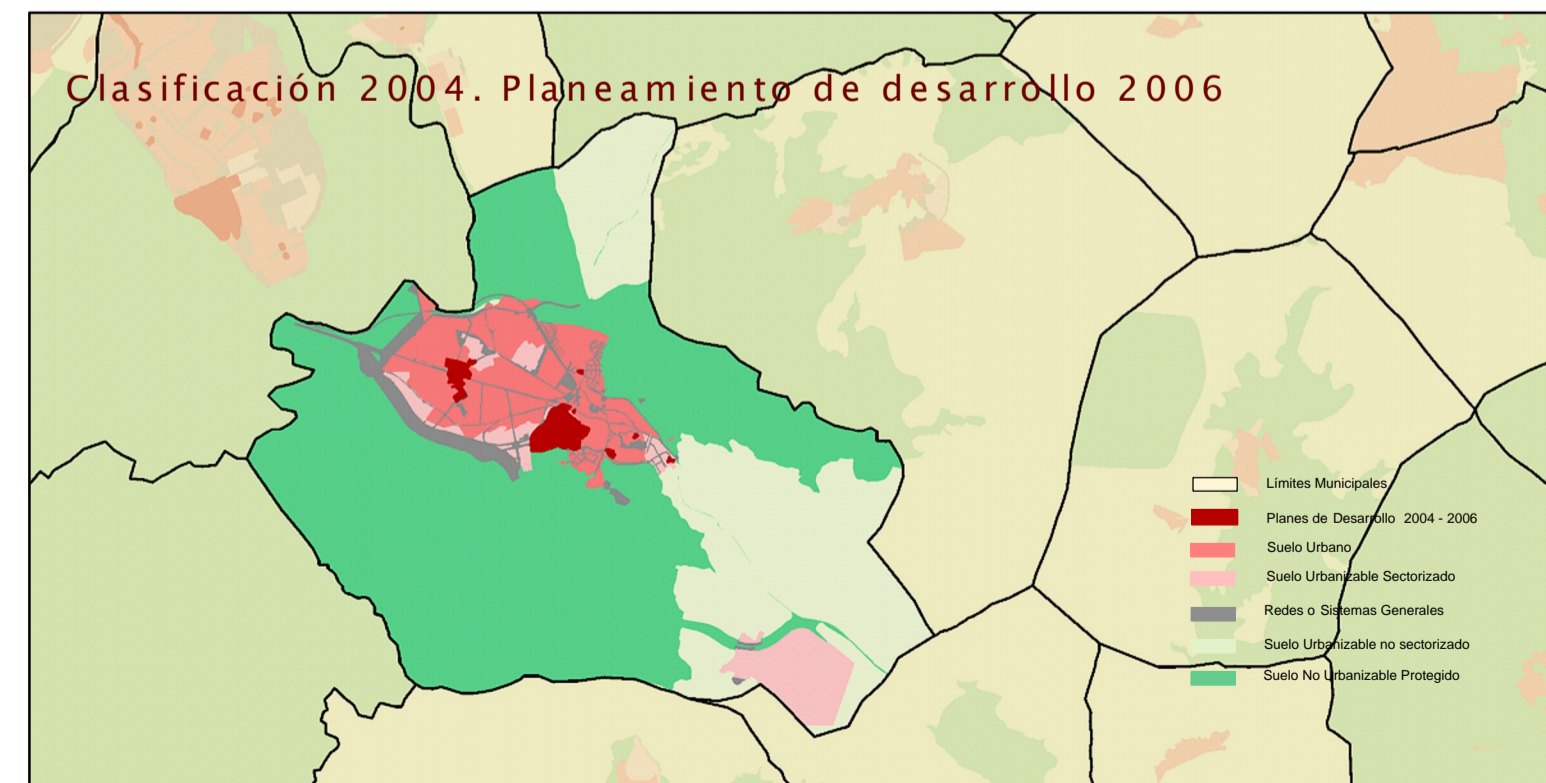 Clasificación 2004. Planeamiento de desarrollo 2006
Límites Municipales
Planes de Desarrollo 2004 - 2006
Suelo Urbano
Suelo Urbanizable Sectorizado
Redes o Sistemas Generales
Suelo Urbanizable no sectorizado
Suelo No Urbanizable Protegido